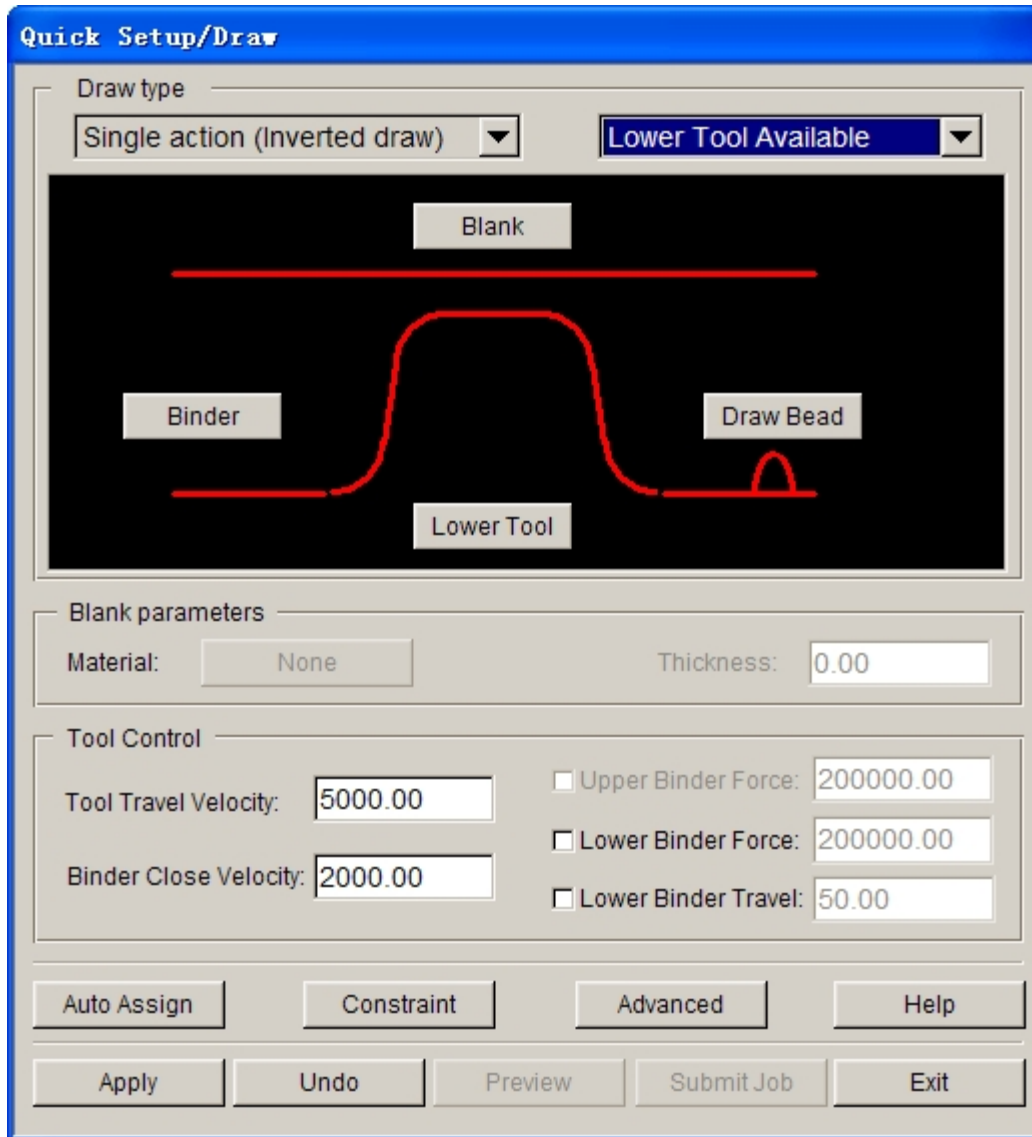 Quick Setup/Draw
Draw type
Single action (Inverted draw)
Lower Tool Available
Blank
Binder
Draw Bead
Lower Tool
Blank parameters
Material:
None
Thickness:
0.00
Tool Control
Tool Travel Velocity:
5000.00
Upper Binder Force:
200000.00
Lower Binder Force:
200000.00
Binder Close Velocity:
2000.00
Lower Binder Travel:
50.00
Auto Assign
Constraint
Advanced
Help
Apply
Undo
Preview
Submit Job
Exit